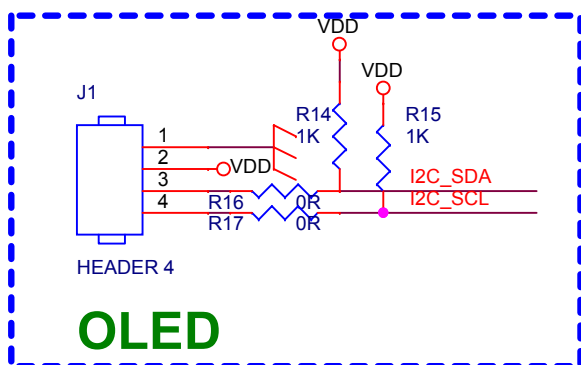 VDD
VDD
J1
R14
1K
R15
1K
1
2
VDD
3
4
I2C_SDA
R16
0R
I2C_SCL
R17
0R
HEADER 4
OLED